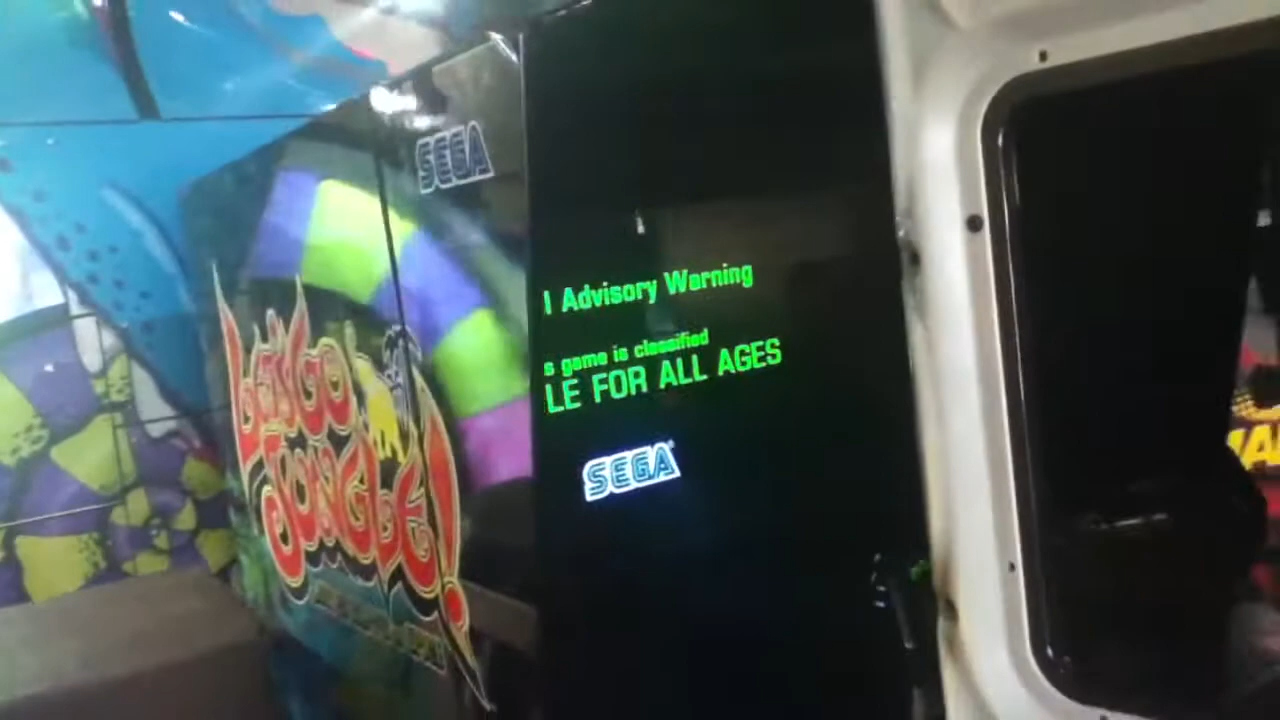 SEGA
LET'S GO
JUNGLE!
l Advisory Warning
s game is classified
LE FOR ALL AGES
SEGA